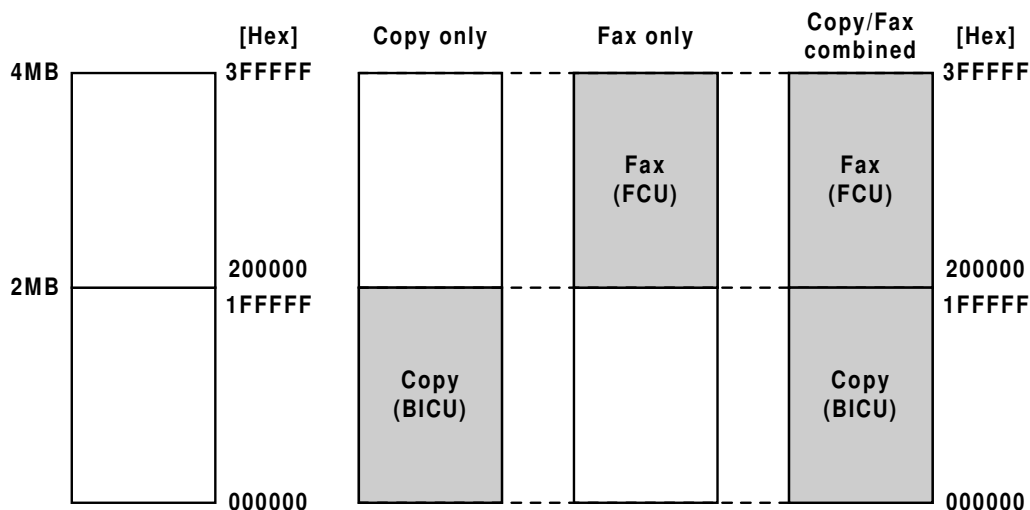 [Hex]
Copy only
Fax only
Copy/Fax
combined
[Hex]
4MB
3FFFFF
3FFFFF
Fax
(FCU)
Fax
(FCU)
200000
200000
2MB
1FFFFF
1FFFFF
Copy
(BICU)
Copy
(BICU)
000000
000000